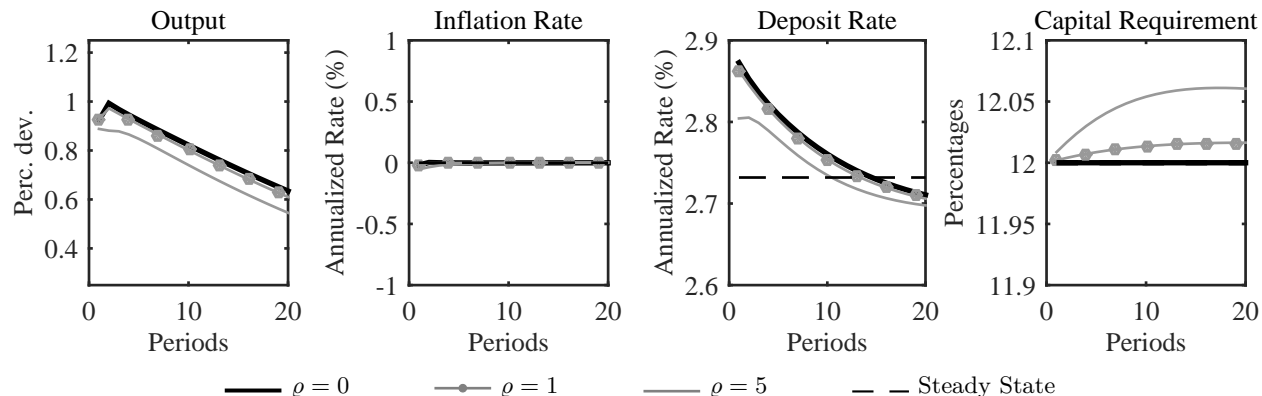 Output
Perc. dev.
1.2
1
0.8
0.6
0.4
0
10
20
Periods
Inflation Rate
Annualized Rate (%)
1
0.5
0
-0.5
-1
0
10
20
Periods
Deposit Rate
Annualized Rate (%)
2.9
2.8
2.7
2.6
0
10
20
Periods
Capital Requirement
Percentages
12.1
12.05
12
11.95
11.9
0
10
20
Periods
ϱ = 0
ϱ = 1
ϱ = 5
Steady State